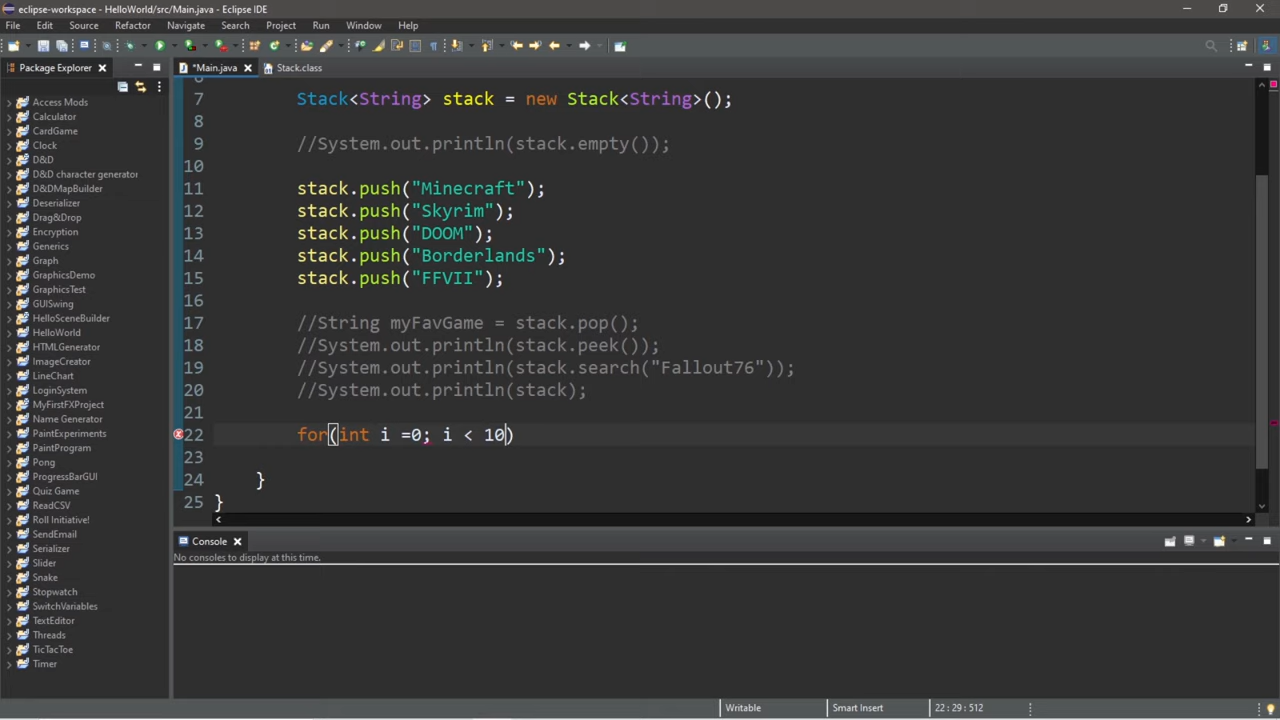 eclipse-workspace - HelloWorld/src/Main.java - Eclipse IDE
File Edit Source Refactor Navigate Search Project Run Window Help
Package Explorer
*Main.java Stack.class
Access Mods
Calculator
CardGame
Clock
D&D
D&D character generator
D&DMapBuilder
Deserializer
Drag&Drop
Encryption
Generics
Graph
GraphicsDemo
GraphicsTest
GUISwing
HelloSceneBuilder
HelloWorld
HTMLGenerator
ImageCreator
LineChart
LoginSystem
MyFirstFXProject
Name Generator
PaintExperiments
PaintProgram
Pong
ProgressBarGUI
Quiz Game
ReadCSV
Roll Initiative!
SendEmail
Serializer
Slider
Snake
Stopwatch
SwitchVariables
TextEditor
Threads
TicTacToe
Timer
7 Stack<String> stack = new Stack<String>();
8
9 //System.out.println(stack.empty());
10
11 stack.push("Minecraft");
12 stack.push("Skyrim");
13 stack.push("DOOM");
14 stack.push("Borderlands");
15 stack.push("FFVII");
16
17 //String myFavGame = stack.pop();
18 //System.out.println(stack.peek());
19 //System.out.println(stack.search("Fallout76"));
20 //System.out.println(stack);
21
22 for(int i =0; i < 10)
23
24 }
25 }
Console
No consoles to display at this time.
Writable Smart Insert 22 : 29 : 512